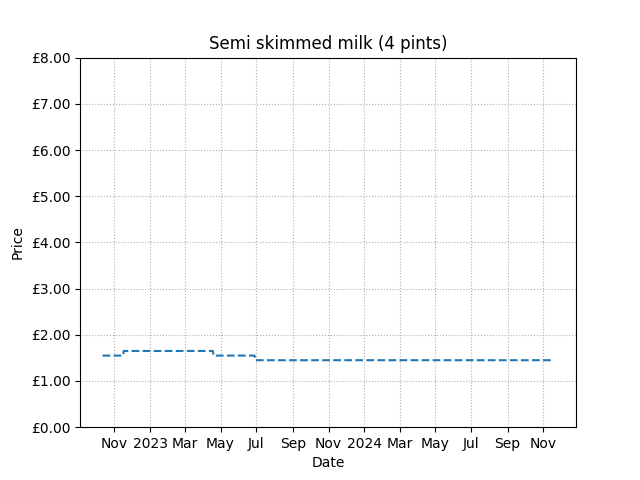 Semi skimmed milk (4 pints)
£8.00
£7.00
£6.00
£5.00
£4.00
£3.00
£2.00
£1.00
£0.00
Price
Nov 2023 Mar May Jul Sep Nov 2024 Mar May Jul Sep Nov
Date